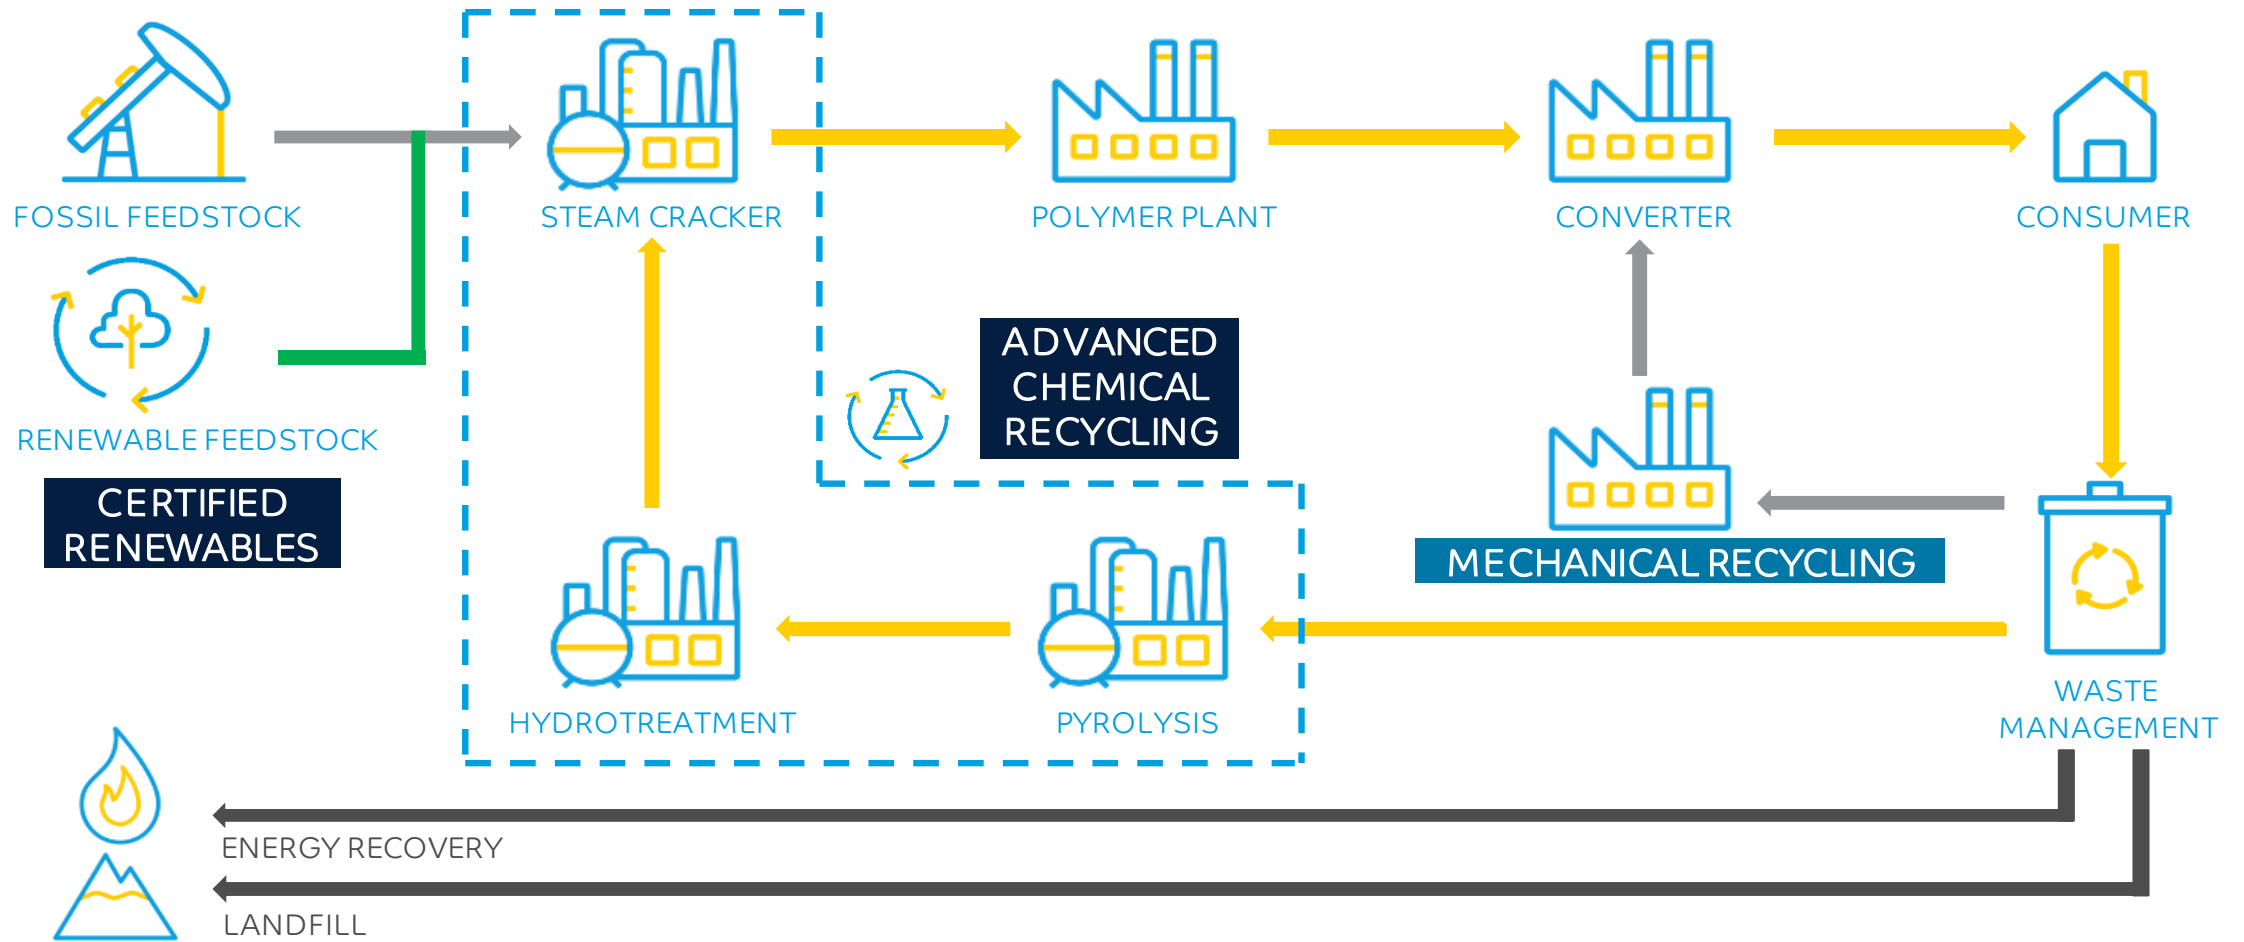 FOSSIL FEEDSTOCK
STEAM CRACKER
POLYMER PLANT
CONVERTER
CONSUMER
RENEWABLE FEEDSTOCK
CERTIFIED
RENEWABLES
ADVANCED
CHEMICAL
RECYCLING
MECHANICAL RECYCLING
HYDROTREATMENT
PYROLYSIS
WASTE
MANAGEMENT
ENERGY RECOVERY
LANDFILL